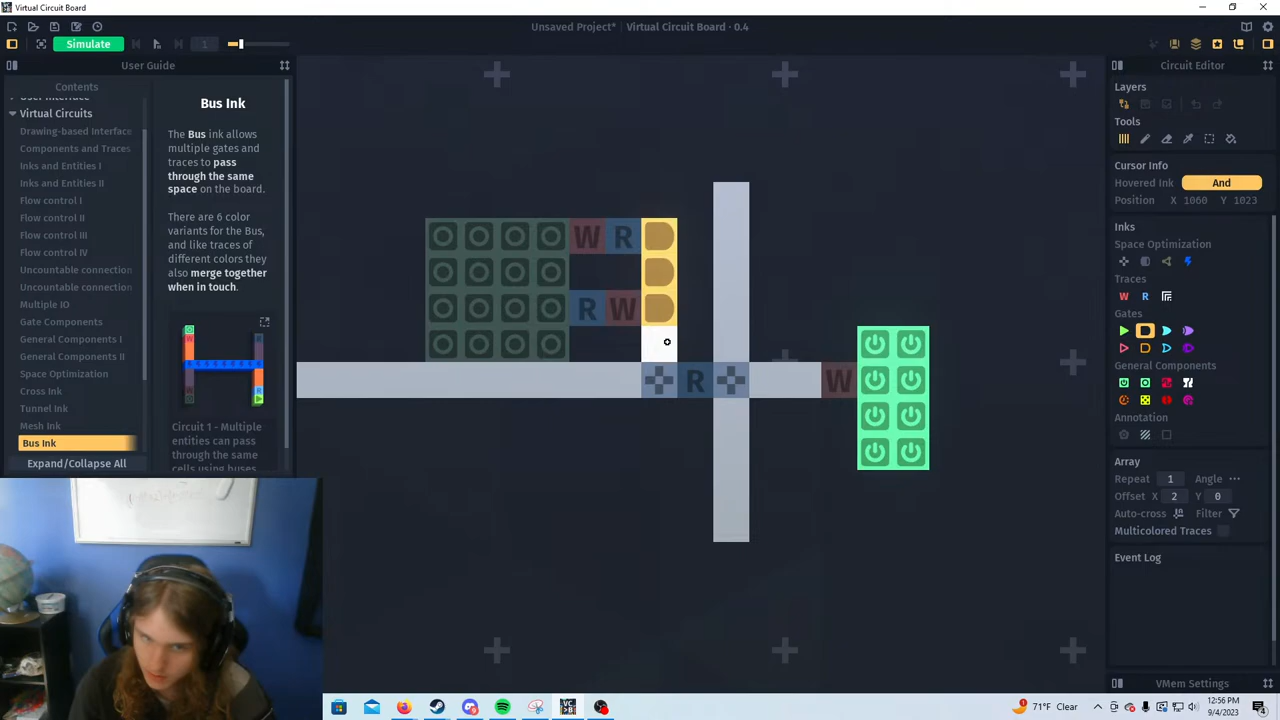 Virtual Circuit Board
Unsaved Project* | Virtual Circuit Board · 0.4
Simulate
1
User Guide
Circuit Editor
Contents
User Interface
Virtual Circuits
Drawing-based Interface
Components and Traces
Inks and Entities I
Inks and Entities II
Flow control I
Flow control II
Flow control III
Flow control IV
Uncountable connection
Uncountable connection
Multiple IO
Gate Components
General Components I
General Components II
Space Optimization
Cross Ink
Tunnel Ink
Mesh Ink
Bus Ink
Expand/Collapse All
Bus Ink
The Bus ink allows
multiple gates and
traces to pass
through the same
space on the board.
There are 6 color
variants for the Bus,
and like traces of
different colors they
also merge together
when in touch.
Circuit 1 - Multiple
entities can pass
through the same
cells using buses
W R
R W
R W
Layers
Tools
Cursor Info
Hovered Ink And
Position X 1060 Y 1023
Inks
Space Optimization
Traces
W R
Gates
General Components
Annotation
Array
Repeat 1 Angle
Offset X 2 Y 0
Auto-cross Filter
Multicolored Traces
Event Log
VMem Settings
71°F Clear
12:56 PM
9/4/2023